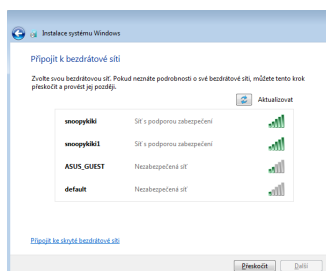 Instalace systému Windows
Připojit k bezdrátové síti
Zvolte svou bezdrátovou síť. Pokud neznáte podrobnosti o své bezdrátové síti, můžete tento krok
přeskočit a provést jej později.
Aktualizovat
snoopykiki Síť s podporou zabezpečení
snoopykiki1 Síť s podporou zabezpečení
ASUS_GUEST Nezabezpečená síť
default Nezabezpečená síť
Připojit ke skryté bezdrátové síti
Přeskočit Další